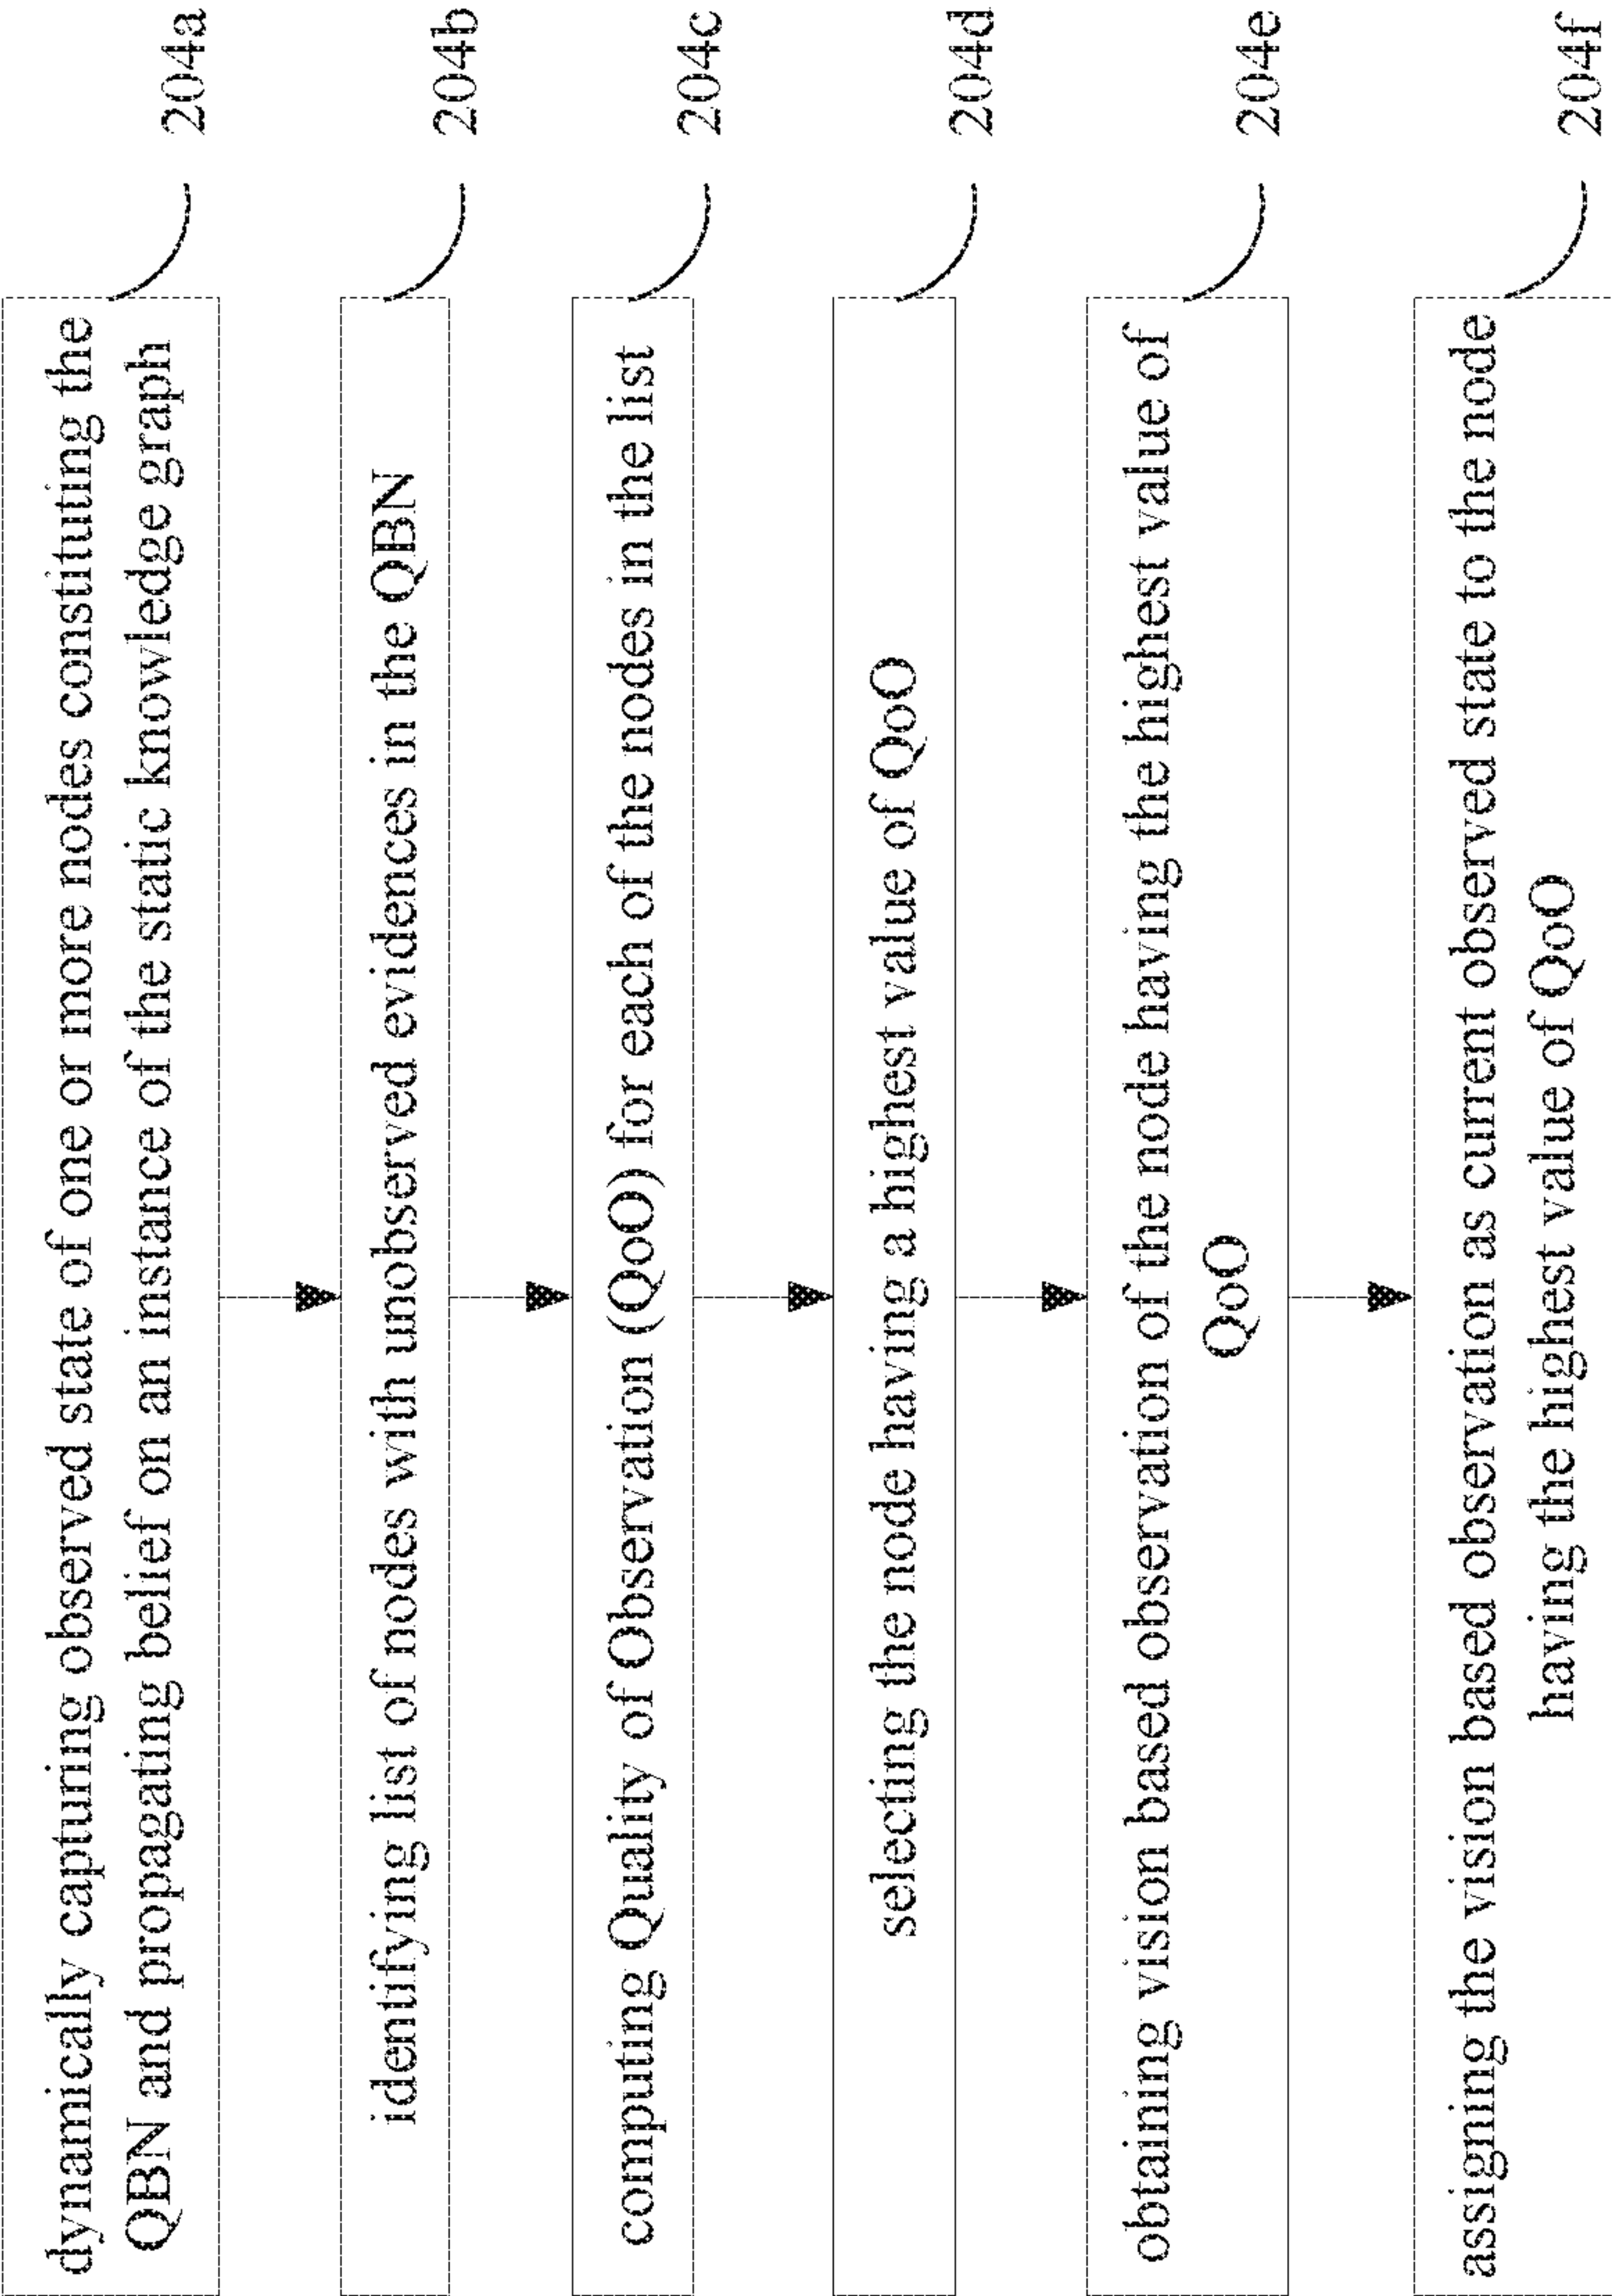 dynamically capturing observed state of one or more nodes constituting the
QBN and propagating belief on an instance of the static knowledge graph
204a
identifying list of nodes with unobserved evidences in the QBN
204b
computing Quality of Observation (QoO) for each of the nodes in the list
204c
selecting the node having a highest value of QoO
204d
obtaining vision based observation of the node having the highest value of
QoO
204e
assigning the vision based observation as current observed state to the node
having the highest value of QoO
204f